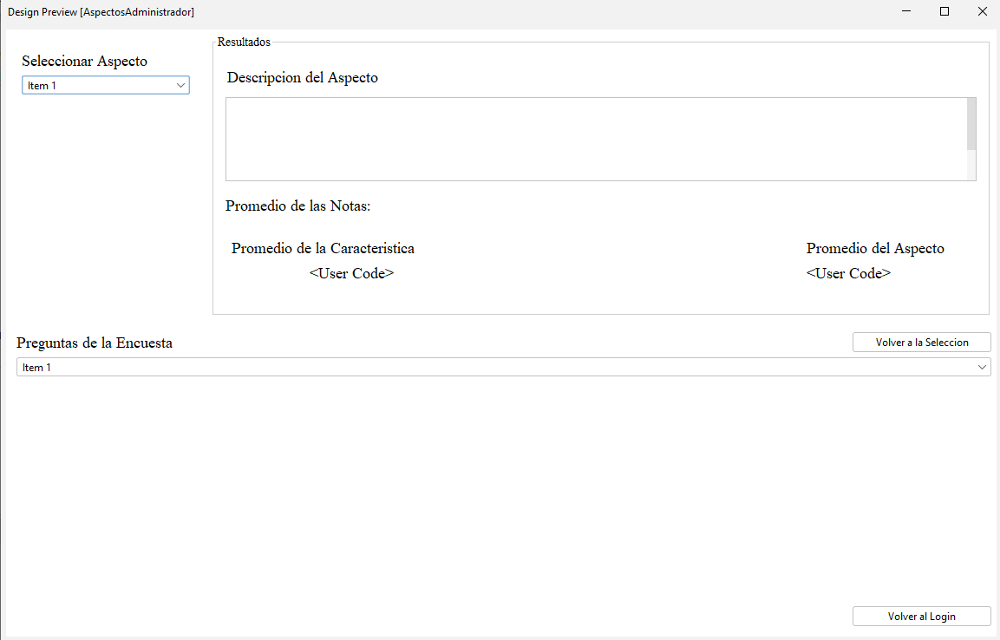 Design Preview [AspectosAdministrador]
Resultados
Seleccionar Aspecto
Item 1
Descripcion del Aspecto
Promedio de las Notas:
Promedio de la Caracteristica
Promedio del Aspecto
<User Code>
<User Code>
Preguntas de la Encuesta
Volver a la Seleccion
Item 1
Volver al Login